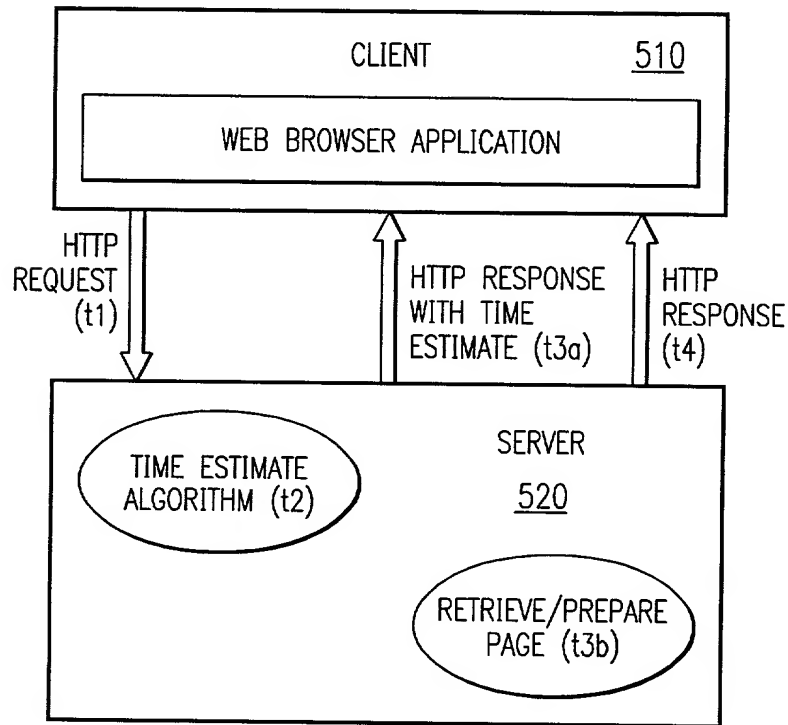 CLIENT 510
WEB BROWSER APPLICATION
HTTP
REQUEST
(t1)
HTTP RESPONSE
WITH TIME
ESTIMATE (t3a)
HTTP
RESPONSE
(t4)
TIME ESTIMATE
ALGORITHM (t2)
SERVER
520
RETRIEVE/PREPARE
PAGE (t3b)